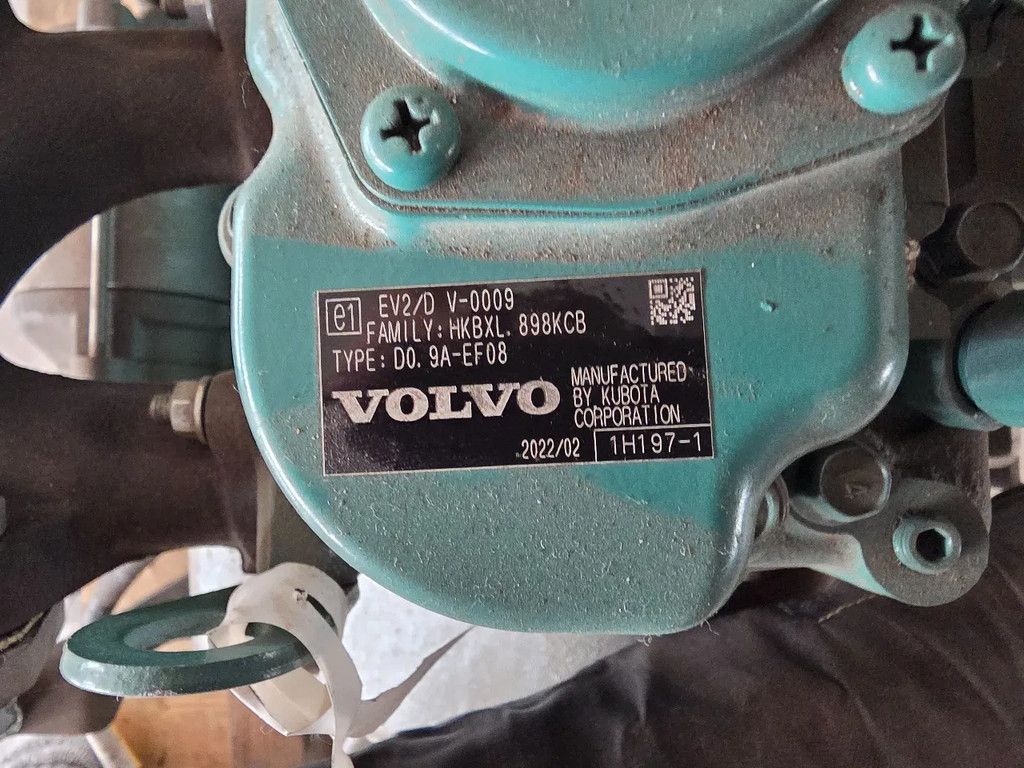 e1 EV2/D V-0009
FAMILY: HKBXL. 898KCB
TYPE: D0. 9A-EF08
VOLVO
MANUFACTURED
BY KUBOTA
CORPORATION
2022/02
1H197-1